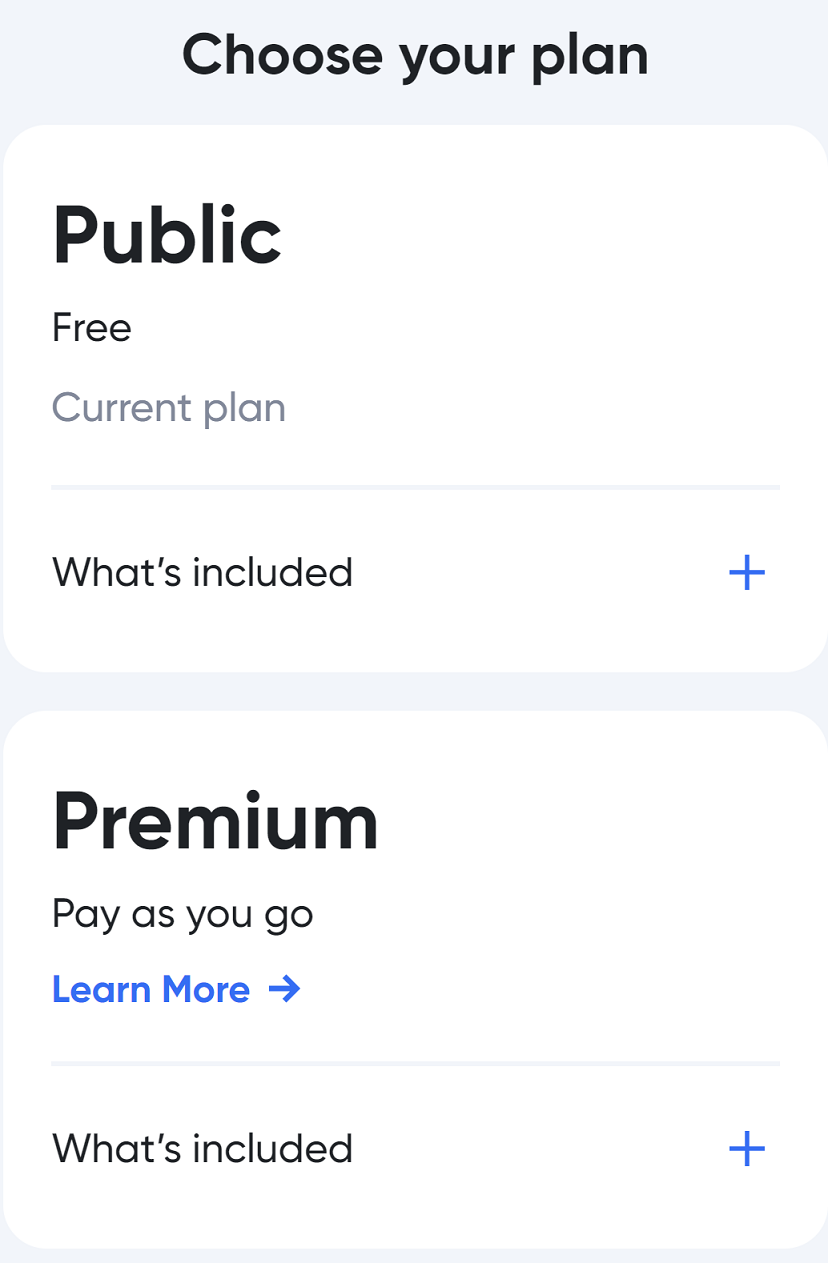 Choose your plan
Public
Free
Current plan
What’s included
Premium
Pay as you go
Learn More →
What’s included